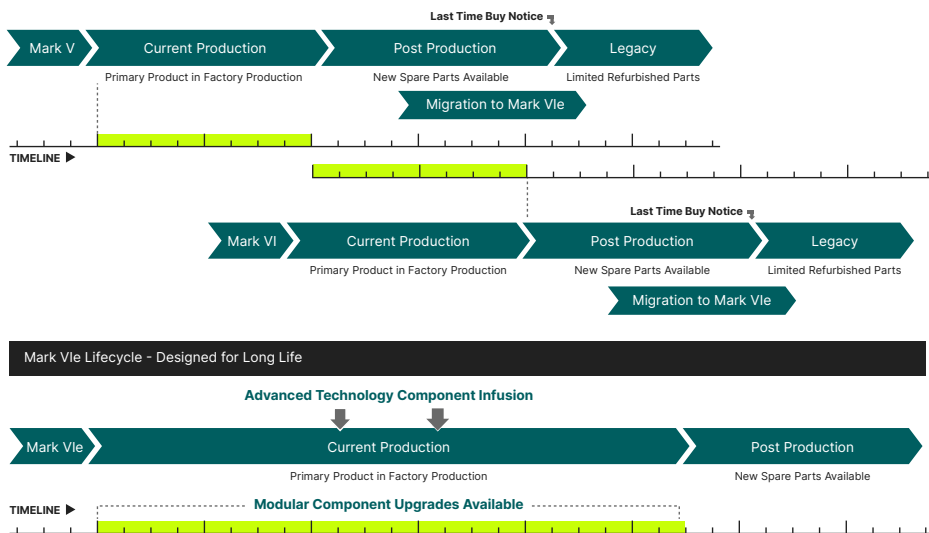 Last Time Buy Notice
Mark V
Current Production
Post Production
Legacy
Primary Product in Factory Production
New Spare Parts Available
Limited Refurbished Parts
Migration to Mark VIe
TIMELINE
Last Time Buy Notice
Mark VI
Current Production
Post Production
Legacy
Primary Product in Factory Production
New Spare Parts Available
Limited Refurbished Parts
Migration to Mark VIe
Mark VIe Lifecycle - Designed for Long Life
Advanced Technology Component Infusion
Mark VIe
Current Production
Post Production
Primary Product in Factory Production
New Spare Parts Available
Modular Component Upgrades Available
TIMELINE